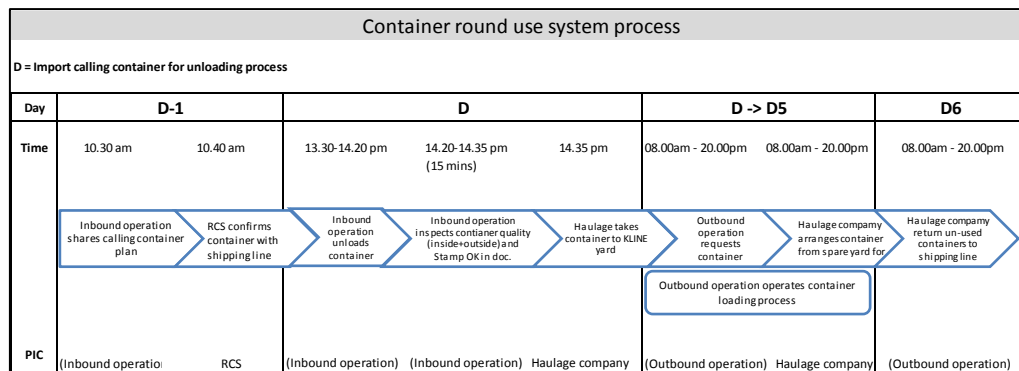 Container round use system process
D = Import calling container for unloading process
Day D-1 D D -> D5 D6
Time 10.30 am 10.40 am 13.30-14.20 pm 14.20-14.35 pm 14.35 pm 08.00am - 20.00pm 08.00am - 20.00pm 08.00am - 20.00pm
(15 mins)
Inbound operation
shares calling container
plan
RCS confirms
container with
shipping line
Inbound
operation
unloads
container
Inbound operation
inspects contianer quality
(inside+outside) and
Stamp OK in doc.
Haulage takes
container to KLINE
yard
Outbound
operation
requests
container
Haulage compamy
arranges container
from spare yard for
Haulage compamy
return un-used
containers to
shipping line
Outbound operation operates container
loading process
PIC (Inbound operation RCS (Inbound operation) (Inbound operation) Haulage company (Outbound operation) Haulage company (Outbound operation)